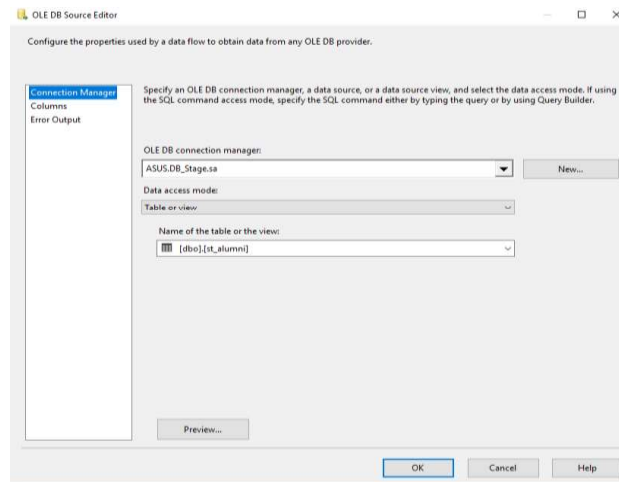 OLE DB Source Editor
Configure the properties used by a data flow to obtain data from any OLE DB provider.
Connection Manager
Columns
Error Output
Specify an OLE DB connection manager, a data source, or a data source view, and select the data access mode. If using
the SQL command access mode, specify the SQL command either by typing the query or by using Query Builder.
OLE DB connection manager:
ASUS.DB_Stage.sa
New...
Data access mode:
Table or view
Name of the table or the view:
[dbo].[st_alumni]
Preview...
OK
Cancel
Help